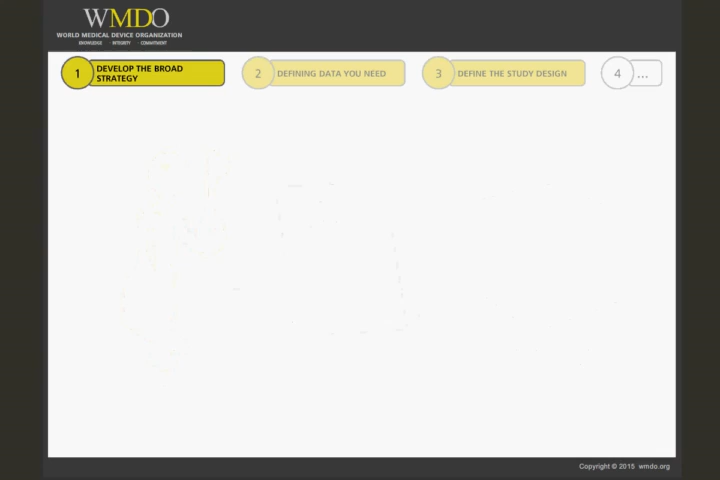 WMDO
WORLD MEDICAL DEVICE ORGANIZATION
KNOWLEDGE · INTEGRITY · COMMITMENT
1 DEVELOP THE BROAD
STRATEGY
2 DEFINING DATA YOU NEED
3 DEFINE THE STUDY DESIGN
4 ...
Copyright © 2015 wmdo.org